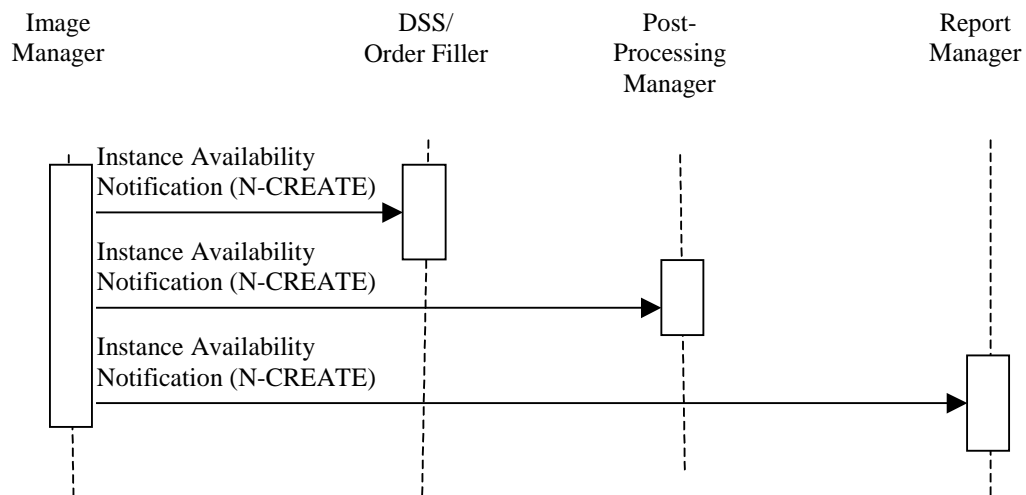 Image
Manager
DSS/
Order Filler
Post-
Processing
Manager
Report
Manager
Instance Availability
Notification (N-CREATE)
Instance Availability
Notification (N-CREATE)
Instance Availability
Notification (N-CREATE)